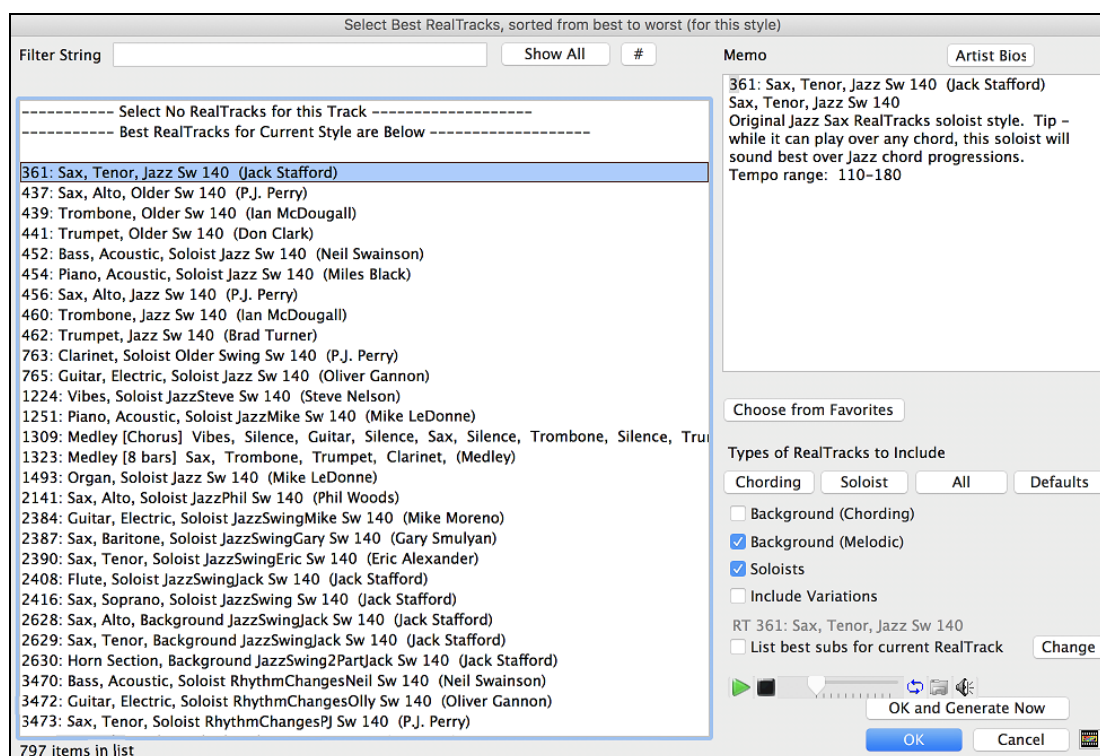 Select Best RealTracks, sorted from best to worst (for this style)
Filter String
Show All
#
------------ Select No RealTracks for this Track -------------------
------------ Best RealTracks for Current Style are Below -------------------
361: Sax, Tenor, Jazz Sw 140 (Jack Stafford)
437: Sax, Alto, Older Sw 140 (P.J. Perry)
439: Trombone, Older Sw 140 (Ian McDougall)
441: Trumpet, Older Sw 140 (Don Clark)
452: Bass, Acoustic, Soloist Jazz Sw 140 (Neil Swainson)
454: Piano, Acoustic, Soloist Jazz Sw 140 (Miles Black)
456: Sax, Alto, Jazz Sw 140 (P.J. Perry)
460: Trombone, Jazz Sw 140 (Ian McDougall)
462: Trumpet, Jazz Sw 140 (Brad Turner)
763: Clarinet, Soloist Older Swing Sw 140 (P.J. Perry)
765: Guitar, Electric, Soloist Jazz Sw 140 (Oliver Gannon)
1224: Vibes, Soloist JazzSteve Sw 140 (Steve Nelson)
1251: Piano, Acoustic, Soloist JazzMike Sw 140 (Mike LeDonne)
1309: Medley [Chorus] Vibes, Silence, Guitar, Silence, Sax, Silence, Trombone, Silence, Tru
1323: Medley [8 bars] Sax, Trombone, Trumpet, Clarinet, (Medley)
1493: Organ, Soloist Jazz Sw 140 (Mike LeDonne)
2141: Sax, Alto, Soloist JazzPhil Sw 140 (Phil Woods)
2384: Guitar, Electric, Soloist JazzSwingMike Sw 140 (Mike Moreno)
2387: Sax, Baritone, Soloist JazzSwingGary Sw 140 (Gary Smulyan)
2390: Sax, Tenor, Soloist JazzSwingEric Sw 140 (Eric Alexander)
2408: Flute, Soloist JazzSwingJack Sw 140 (Jack Stafford)
2416: Sax, Soprano, Soloist JazzSwing Sw 140 (Jack Stafford)
2628: Sax, Alto, Background JazzSwingJack Sw 140 (Jack Stafford)
2629: Sax, Tenor, Background JazzSwingJack Sw 140 (Jack Stafford)
2630: Horn Section, Background JazzSwing2PartJack Sw 140 (Jack Stafford)
3470: Bass, Acoustic, Soloist RhythmChangesNeil Sw 140 (Neil Swainson)
3472: Guitar, Electric, Soloist RhythmChangesOlly Sw 140 (Oliver Gannon)
3473: Sax, Tenor, Soloist RhythmChangesPJ Sw 140 (P.J. Perry)
797 items in list
Memo
Artist Bios
361: Sax, Tenor, Jazz Sw 140 (Jack Stafford)
Sax, Tenor, Jazz Sw 140
Original Jazz Sax RealTracks soloist style. Tip -
while it can play over any chord, this soloist will
sound best over Jazz chord progressions.
Tempo range: 110-180
Choose from Favorites
Types of RealTracks to Include
Chording
Soloist
All
Defaults
Background (Chording)
Background (Melodic)
Soloists
Include Variations
RT 361: Sax, Tenor, Jazz Sw 140
List best subs for current RealTrack
Change
OK and Generate Now
OK
Cancel